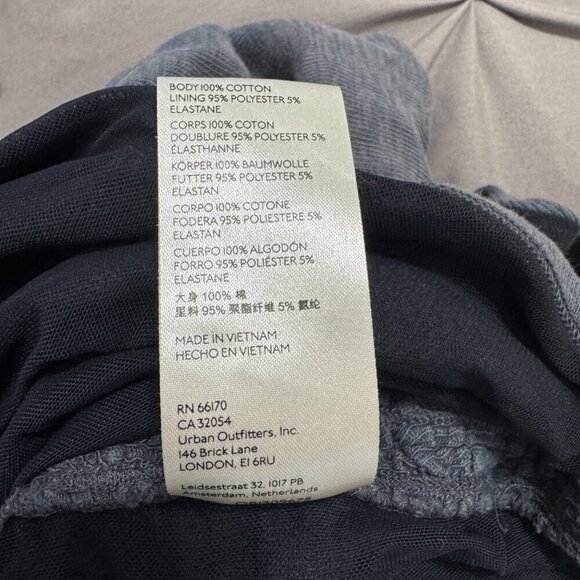 BODY 100% COTTON
LINING 95% POLYESTER 5%
ELASTANE
CORPS 100% COTON
DOUBLURE 95% POLYESTER 5%
ELASTHANNE
KÖRPER 100% BAUMWOLLE
FUTTER 95% POLYESTER 5%
ELASTAN
CORPO 100% COTONE
FODERA 95% POLIESTERE 5%
ELASTAN
CUERPO 100% ALGODÓN
FORRO 95% POLIÉSTER 5%
ELASTANE
大身 100% 棉
里料 95% 聚酯纤维 5% 氨纶
MADE IN VIETNAM
HECHO EN VIETNAM
RN 66170
CA 32054
Urban Outfitters, Inc.
146 Brick Lane
LONDON, E1 6RU
Leidsestraat 32, 1017 PB
Amsterdam, Netherlands